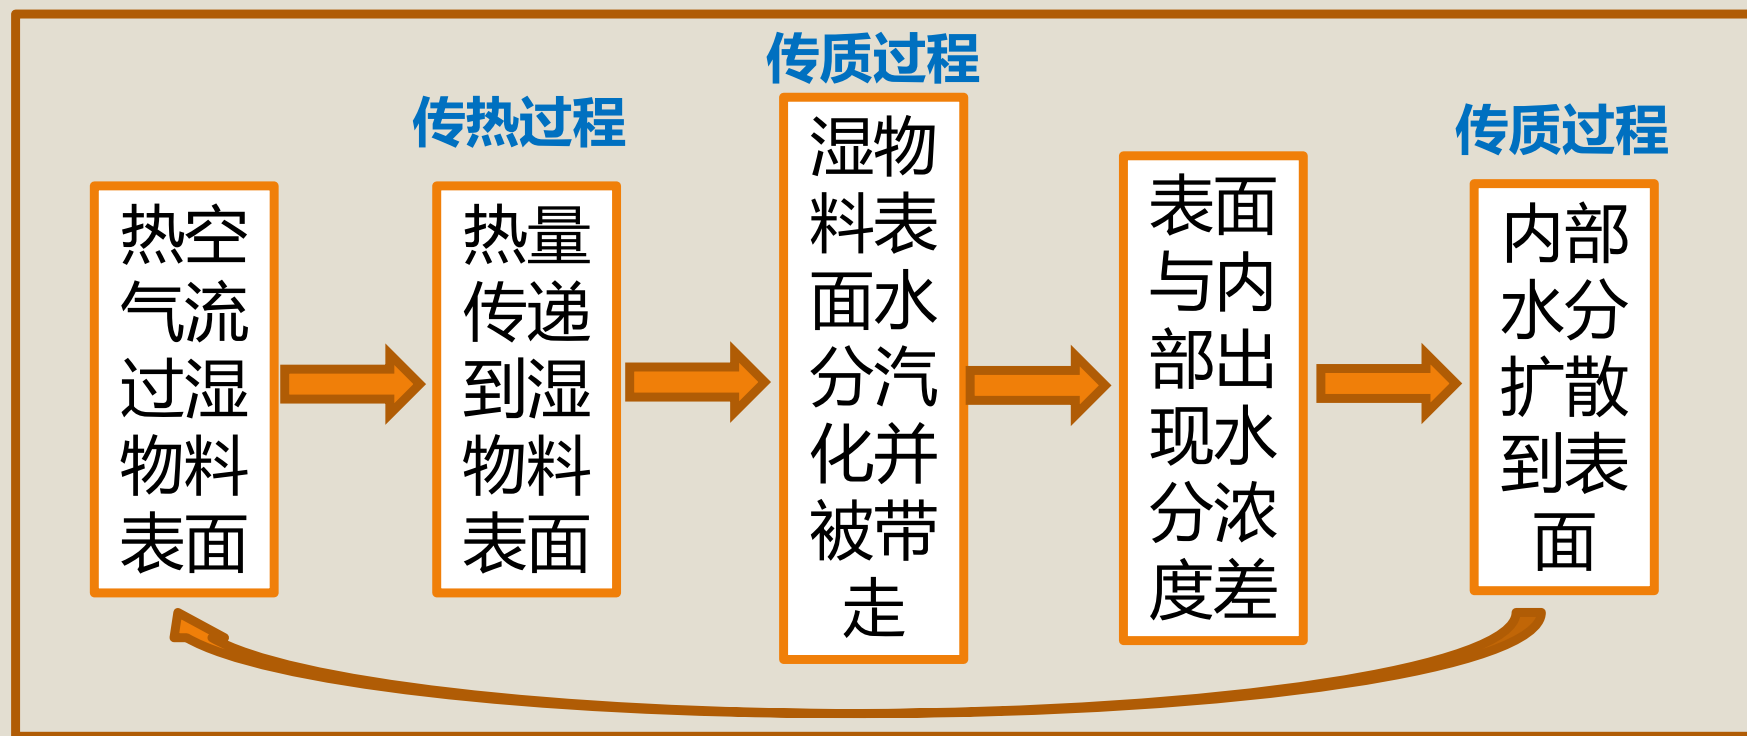 热空
气流
过湿
物料
表面
传热过程
热量
传递
到湿
物料
表面
传质过程
湿物
料表
面水
分汽
化并
被带
走
表面
与内
部出
现水
分浓
度差
传质过程
内部
水分
扩散
到表
面